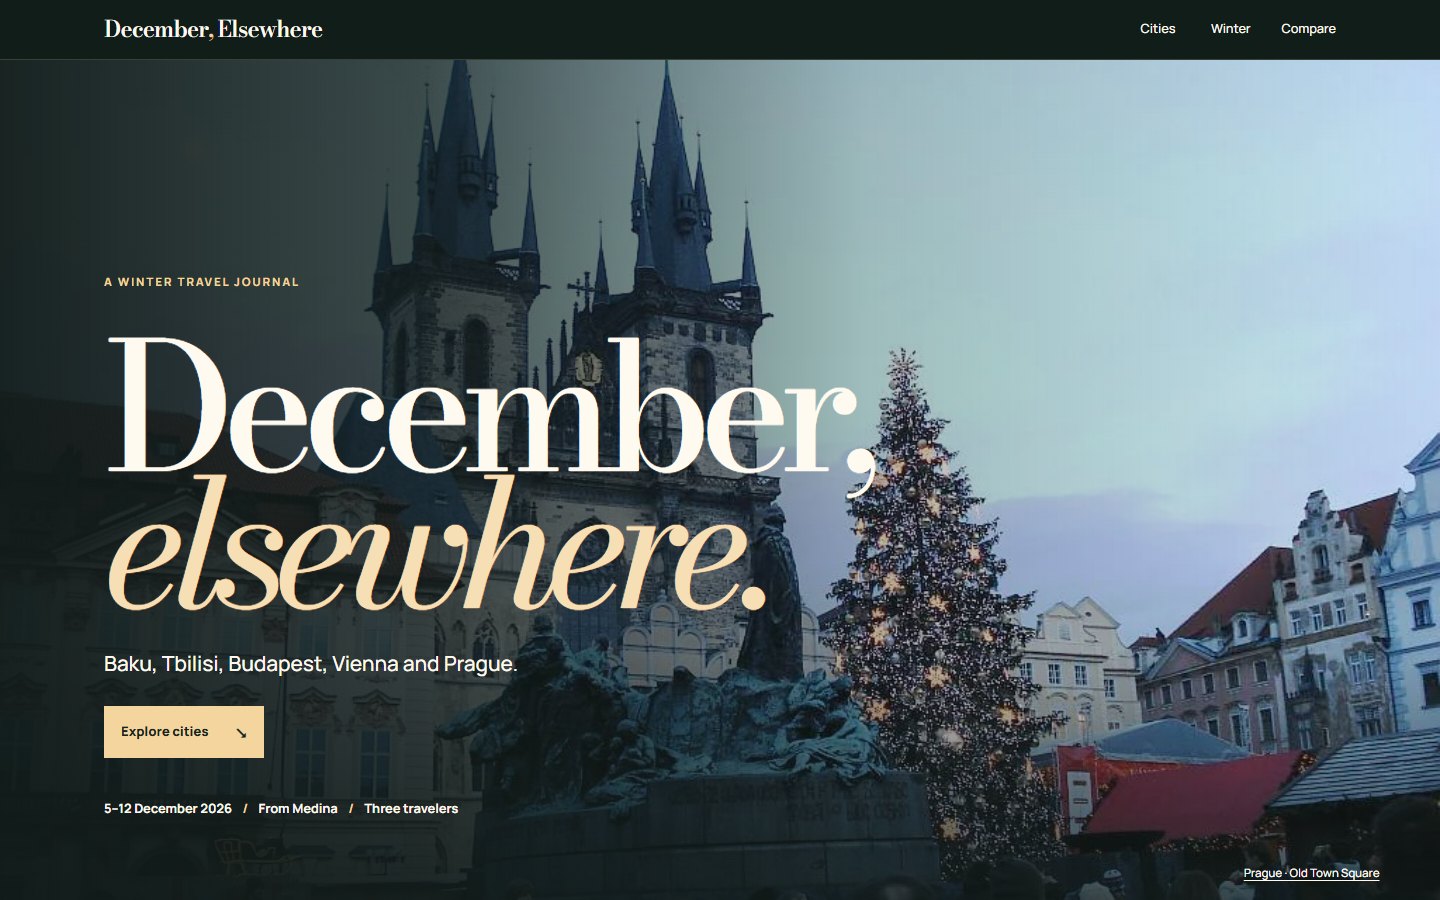 December, Elsewhere
Cities Winter Compare
A WINTER TRAVEL JOURNAL
December,
elsewhere.
Baku, Tbilisi, Budapest, Vienna and Prague.
Explore cities ↘
5–12 December 2026 / From Medina / Three travelers
Prague · Old Town Square